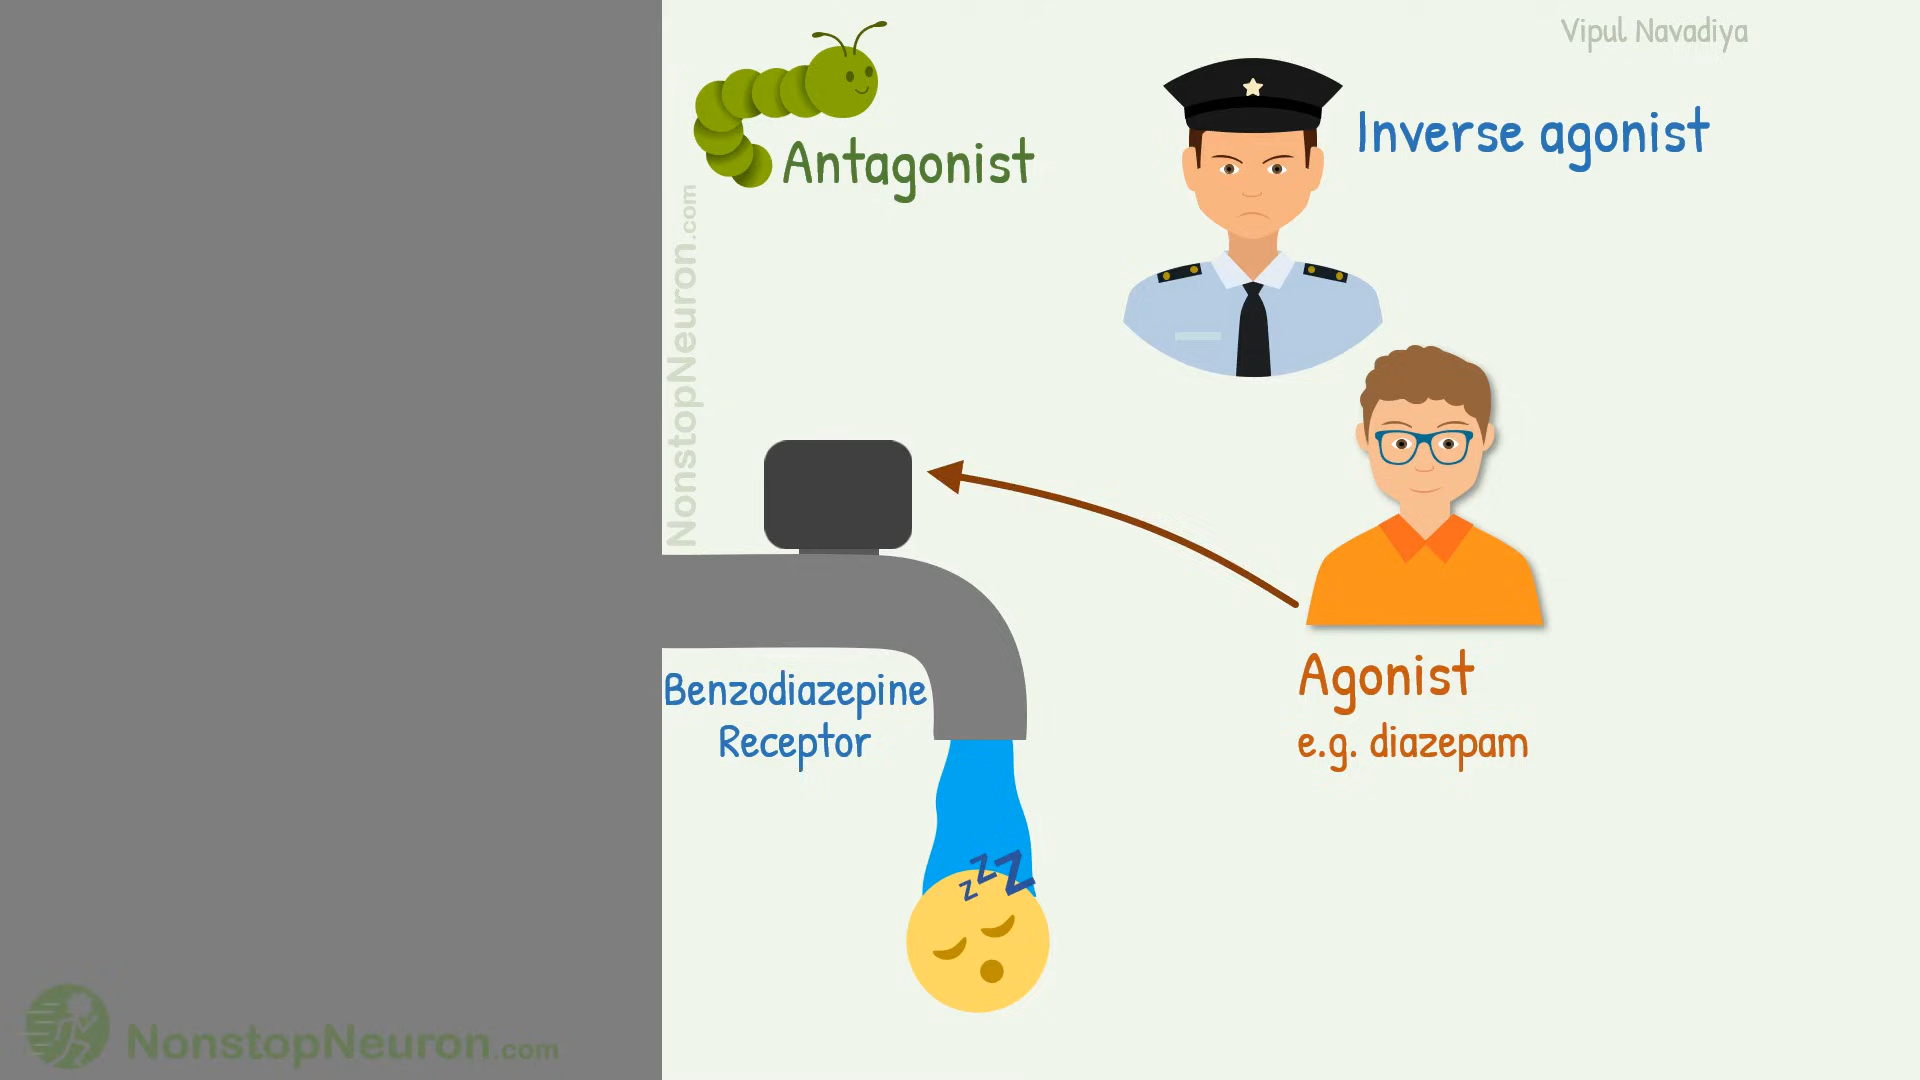 Vipul Navadiya
Inverse agonist
Antagonist
NonstopNeuron.com
Benzodiazepine
Receptor
Agonist
e.g. diazepam
zzZ
NonstopNeuron.com